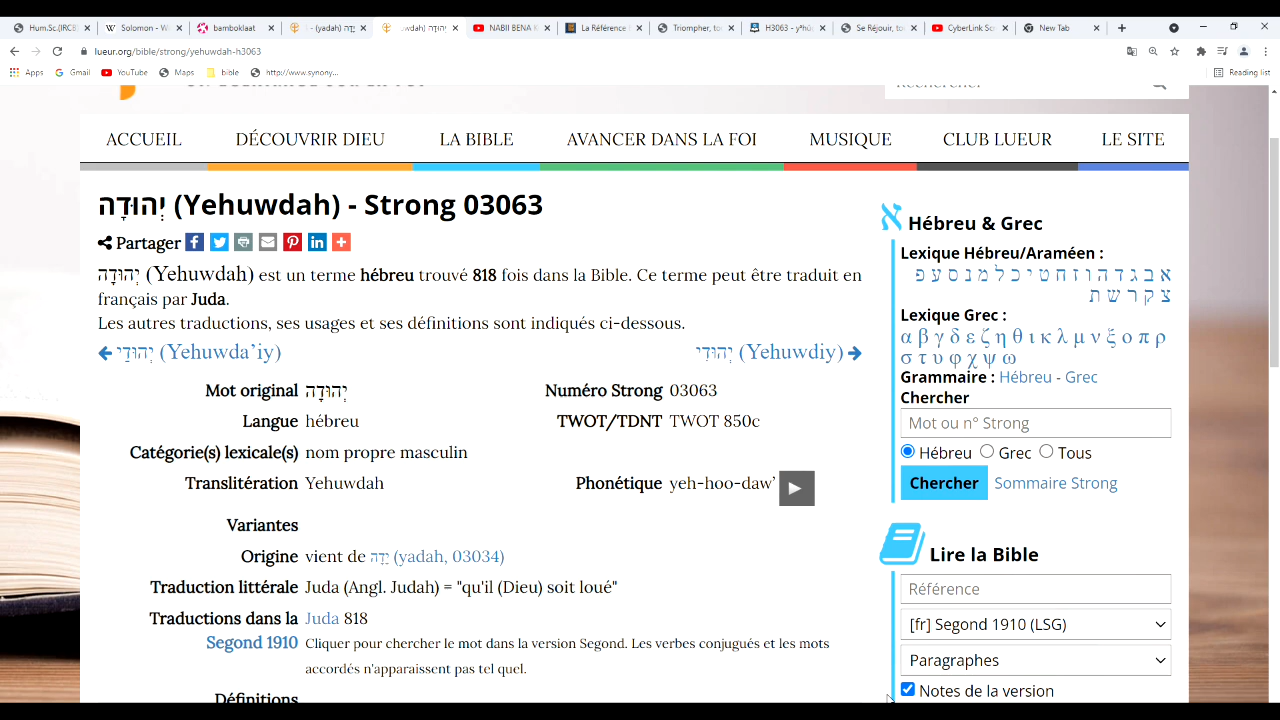 Hum.Sc.(IRCB)
Solomon - W
bamboklaat
יָדָה (yadah) -
יְהוּדָה
NABII BENA K
La Référence
Triompher, to
H3063 - yᵊhû
Se Réjouir, to
CyberLink Scr
New Tab
lueur.org/bible/strong/yehuwdah-h3063
Apps
Gmail
YouTube
Maps
bible
http://www.synony...
Reading list
Rechercher
ACCUEIL DÉCOUVRIR DIEU LA BIBLE AVANCER DANS LA FOI MUSIQUE CLUB LUEUR LE SITE
יְהוּדָה (Yehuwdah) - Strong 03063
Partager
יְהוּדָה (Yehuwdah) est un terme hébreu trouvé 818 fois dans la Bible. Ce terme peut être traduit en
français par Juda.
Les autres traductions, ses usages et ses définitions sont indiqués ci-dessous.
יְהוּדַי (Yehuwda’iy)
יְהוּדִי (Yehuwdiy)
Mot original יְהוּדָה
Numéro Strong 03063
Langue hébreu
TWOT/TDNT TWOT 850c
Catégorie(s) lexicale(s) nom propre masculin
Translitération Yehuwdah
Phonétique yeh-hoo-daw’
Variantes
Origine vient de יָדָה (yadah, 03034)
Traduction littérale Juda (Angl. Judah) = "qu'il (Dieu) soit loué"
Traductions dans la Juda 818
Segond 1910 Cliquer pour chercher le mot dans la version Segond. Les verbes conjugués et les mots
accordés n'apparaissent pas tel quel.
Définitions
א Hébreu & Grec
Lexique Hébreu/Araméen :
א ב ג ד ה ו ז ח ט י כ ל מ נ ס ע פ
צ ק ר ש ת
Lexique Grec :
α β γ δ ε ζ η θ ι κ λ μ ν ξ ο π ρ
σ τ υ φ χ ψ ω
Grammaire : Hébreu - Grec
Chercher
Mot ou n° Strong
Hébreu Grec Tous
Chercher Sommaire Strong
Lire la Bible
Référence
[fr] Segond 1910 (LSG)
Paragraphes
Notes de la version